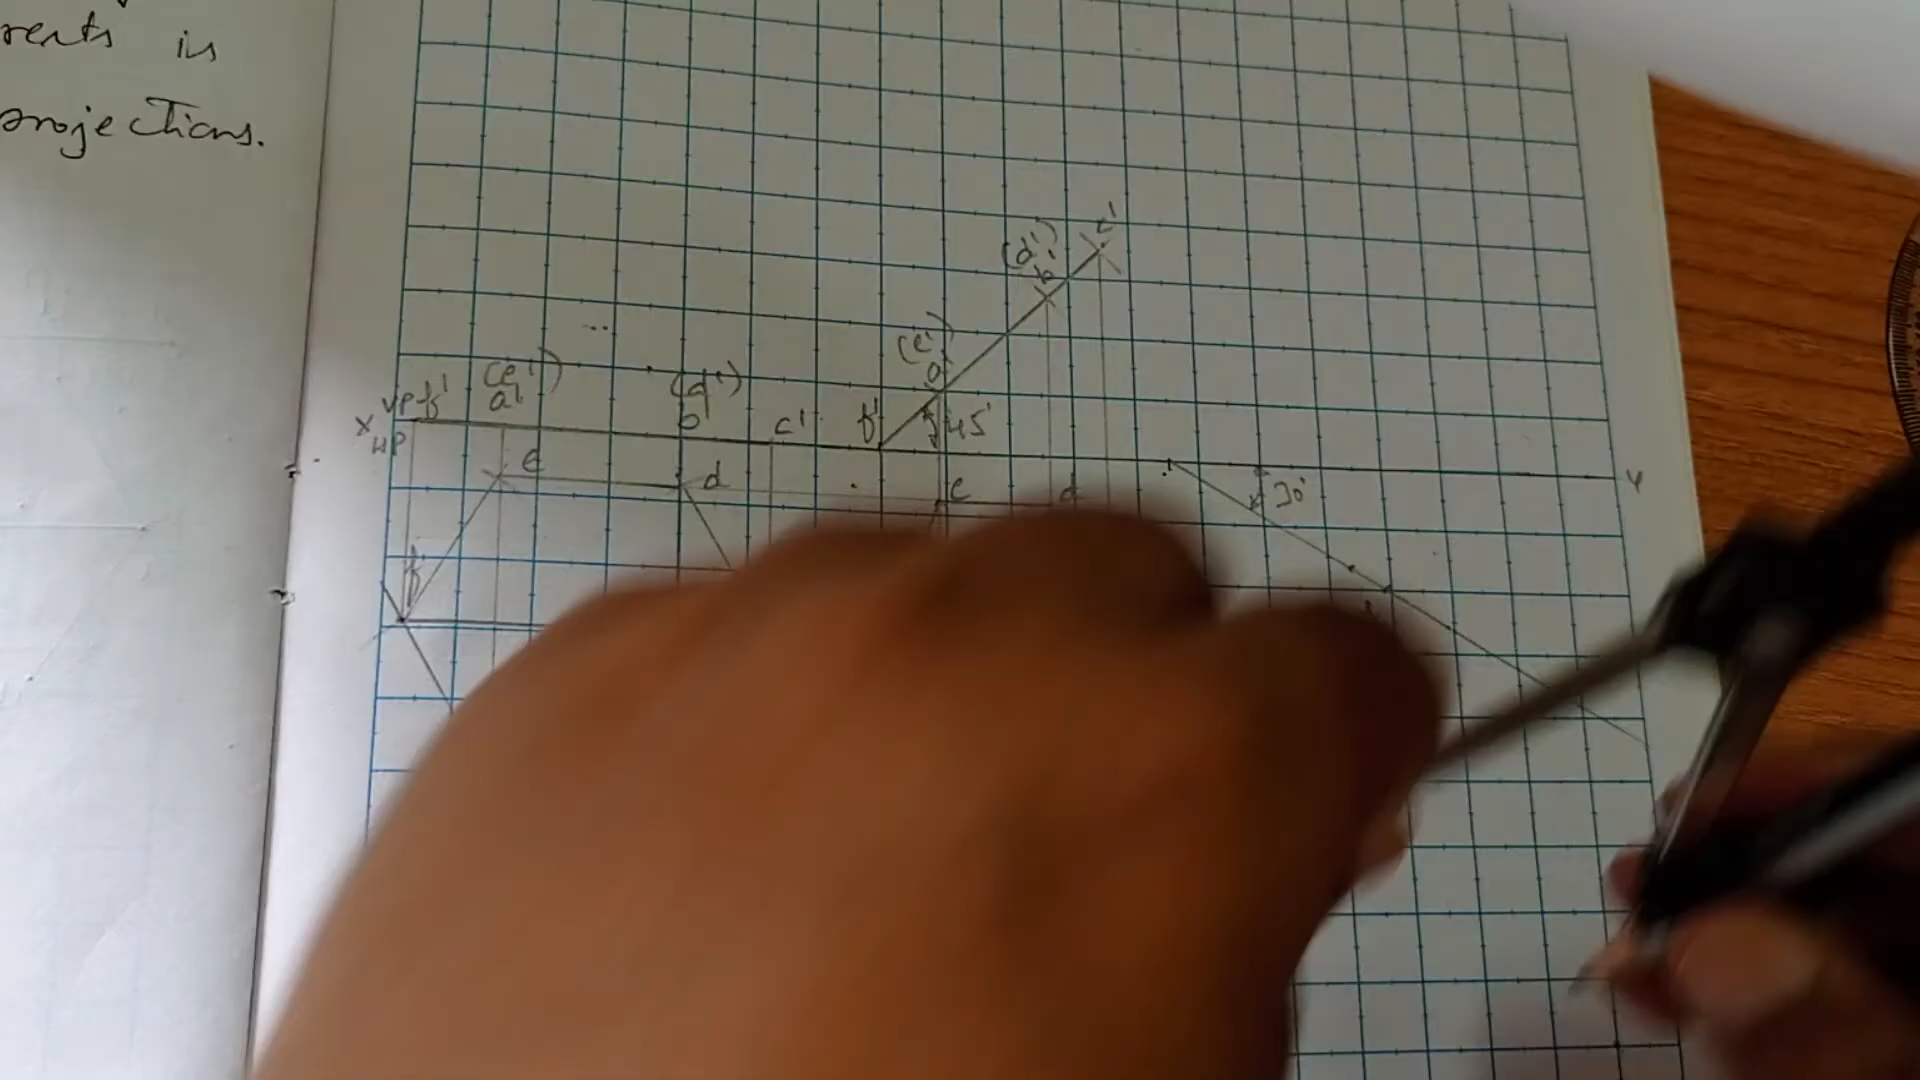 rents in
projections.
c'
(d')
b'
(e')
a'
(e')
a'
(d')
b'
c'
f'
45°
X
VP
f'
HP
Y
e
d
e
d
30°
f